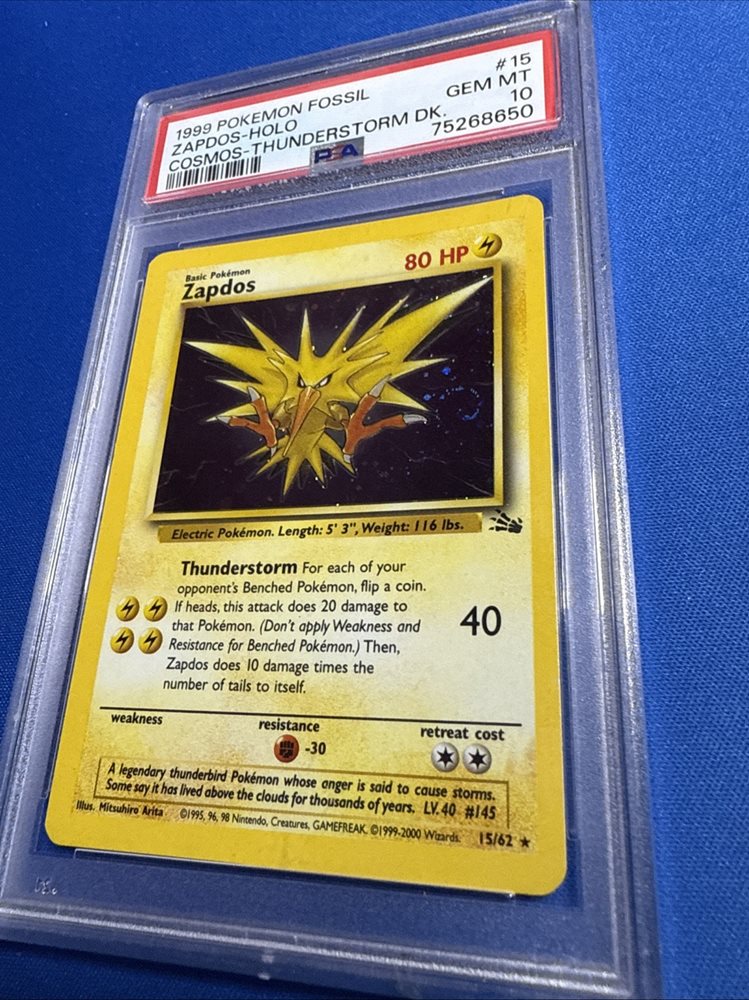 1999 POKEMON FOSSIL #15
ZAPDOS-HOLO GEM MT
COSMOS-THUNDERSTORM DK. 10
PSA 75268650
Basic Pokémon
Zapdos 80 HP
Electric Pokémon. Length: 5' 3", Weight: 116 lbs.
Thunderstorm For each of your
opponent's Benched Pokémon, flip a coin.
If heads, this attack does 20 damage to
that Pokémon. (Don't apply Weakness and
Resistance for Benched Pokémon.) Then,
Zapdos does 10 damage times the
number of tails to itself.
40
weakness resistance retreat cost
-30
A legendary thunderbird Pokémon whose anger is said to cause storms.
Some say it has lived above the clouds for thousands of years. LV. 40 #145
Illus. Mitsuhiro Arita ©1995, 96, 98 Nintendo, Creatures, GAMEFREAK. ©1999-2000 Wizards. 15/62 ★